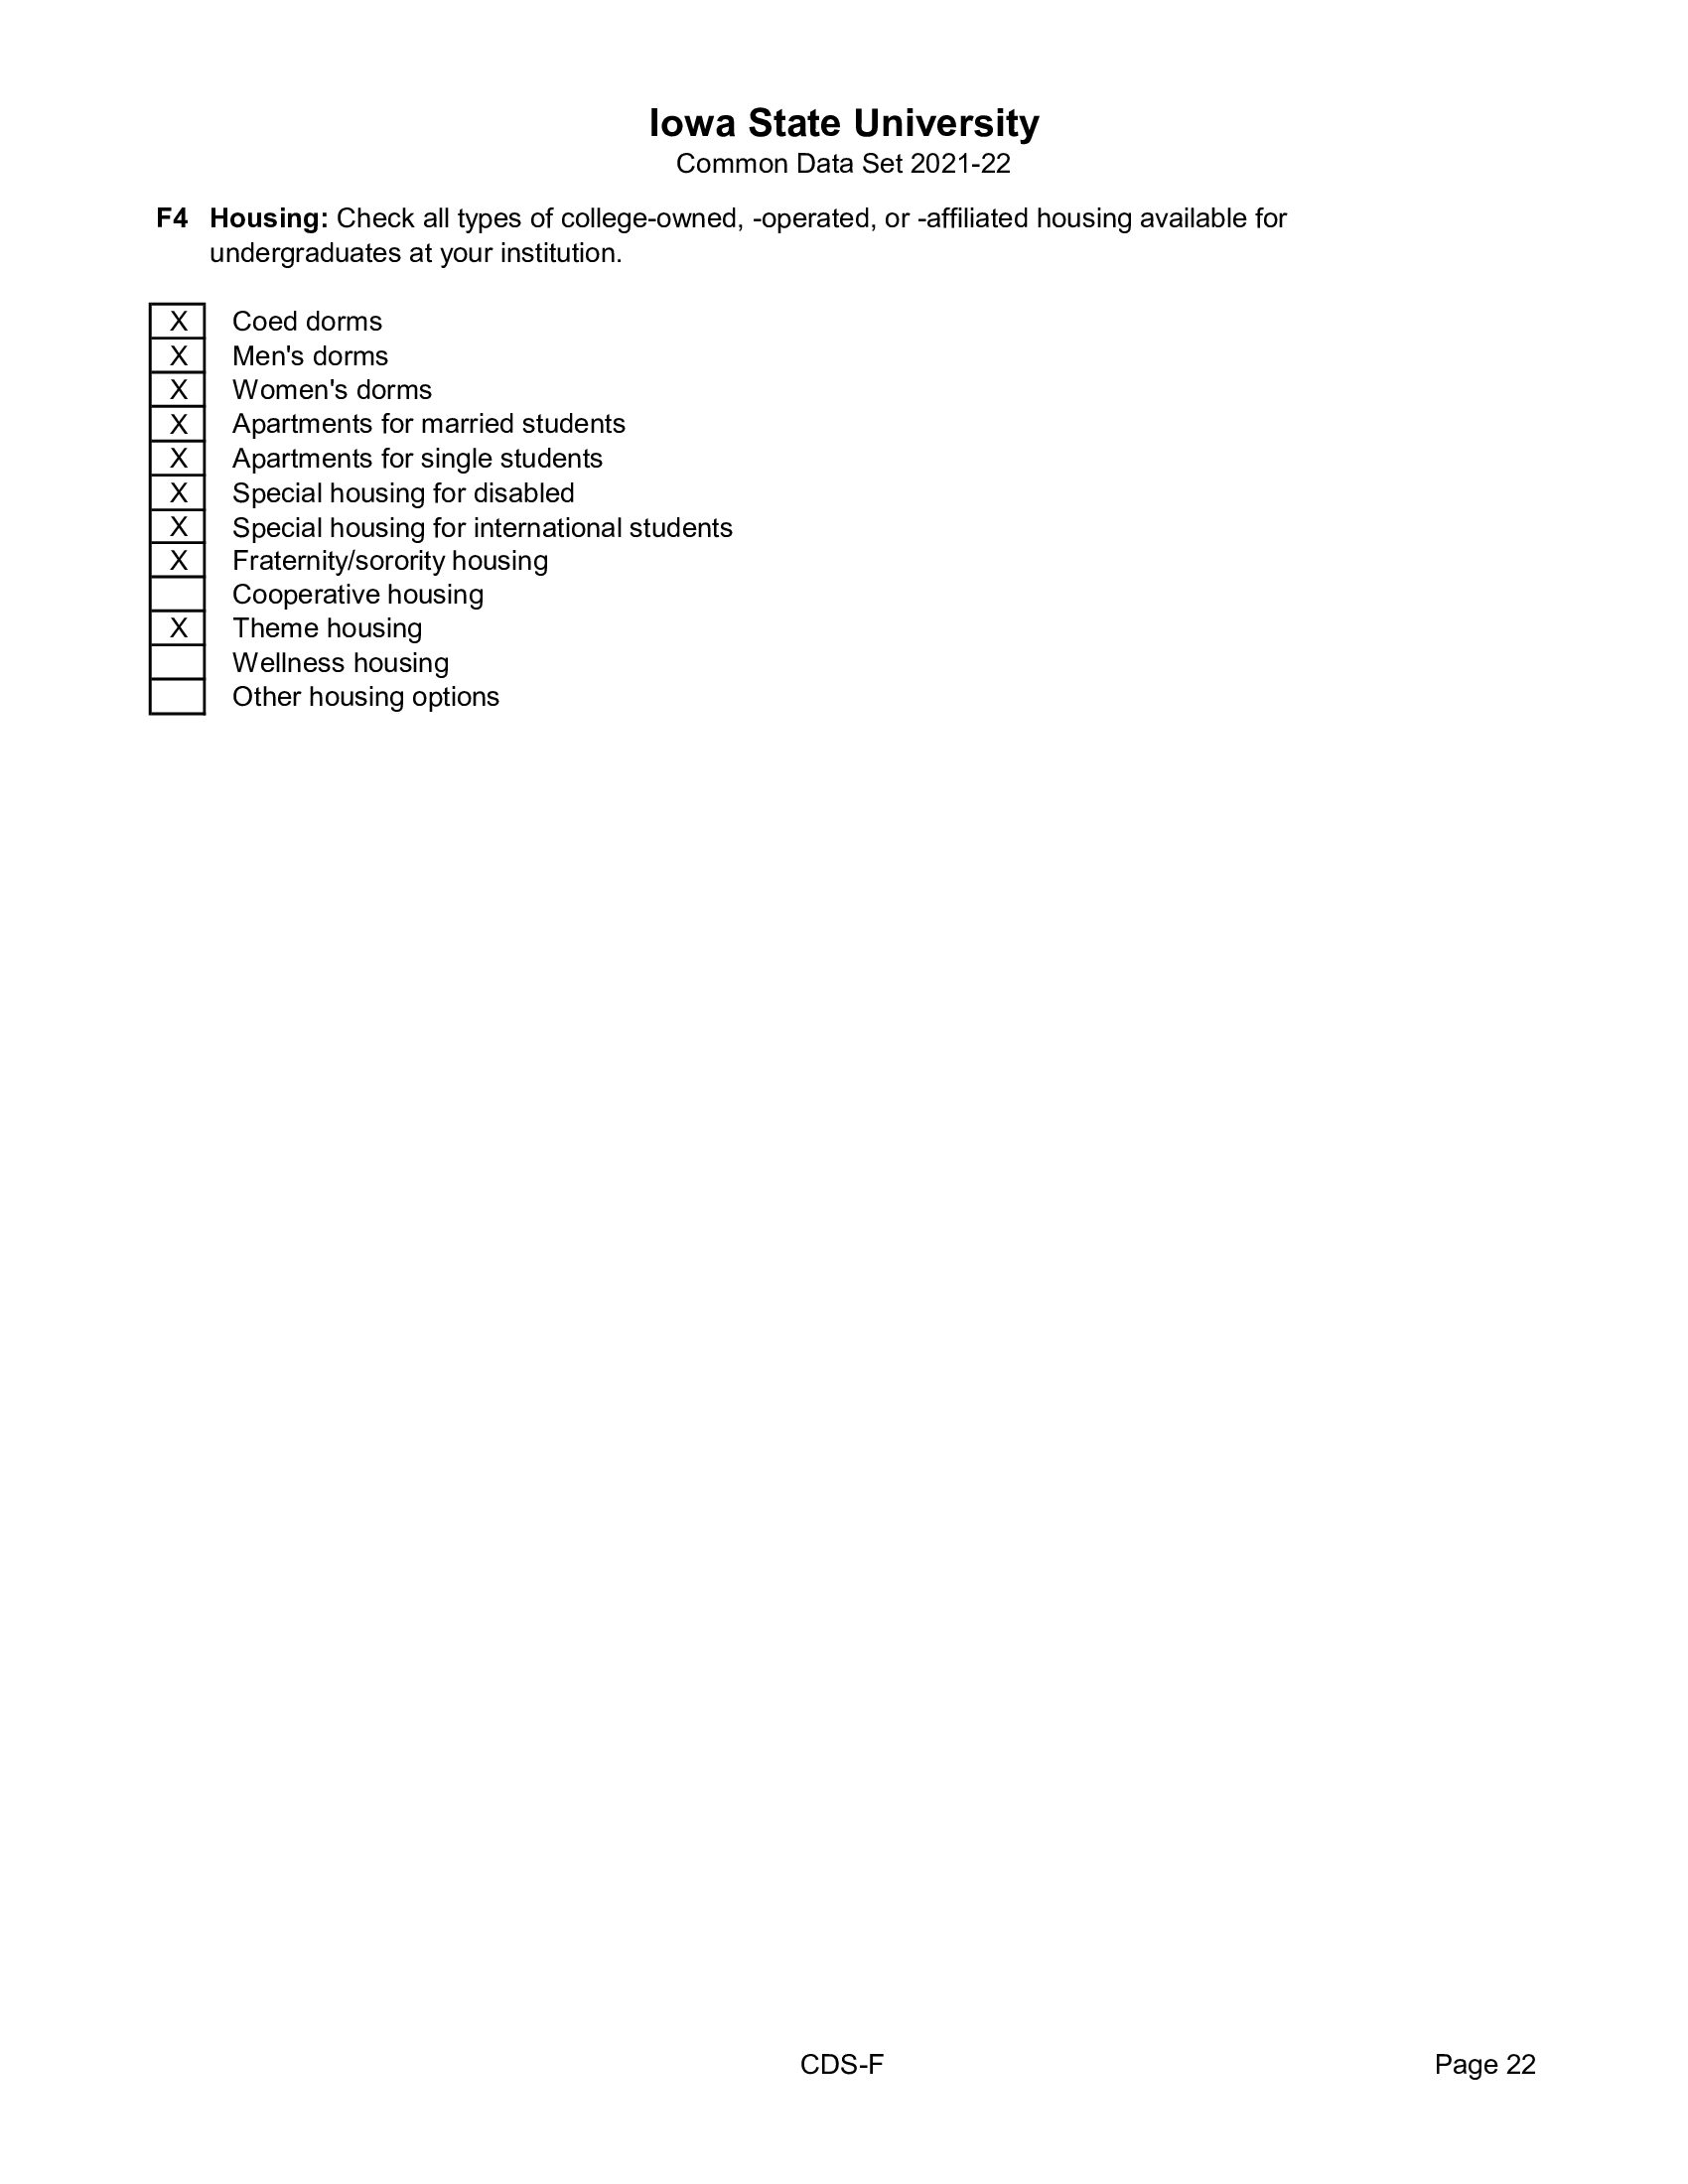 Iowa State University
Common Data Set 2021-22
F4 Housing: Check all types of college-owned, -operated, or -affiliated housing available for
undergraduates at your institution.
X Coed dorms
X Men's dorms
X Women's dorms
X Apartments for married students
X Apartments for single students
X Special housing for disabled
X Special housing for international students
X Fraternity/sorority housing
Cooperative housing
X Theme housing
Wellness housing
Other housing options
CDS-F Page 22